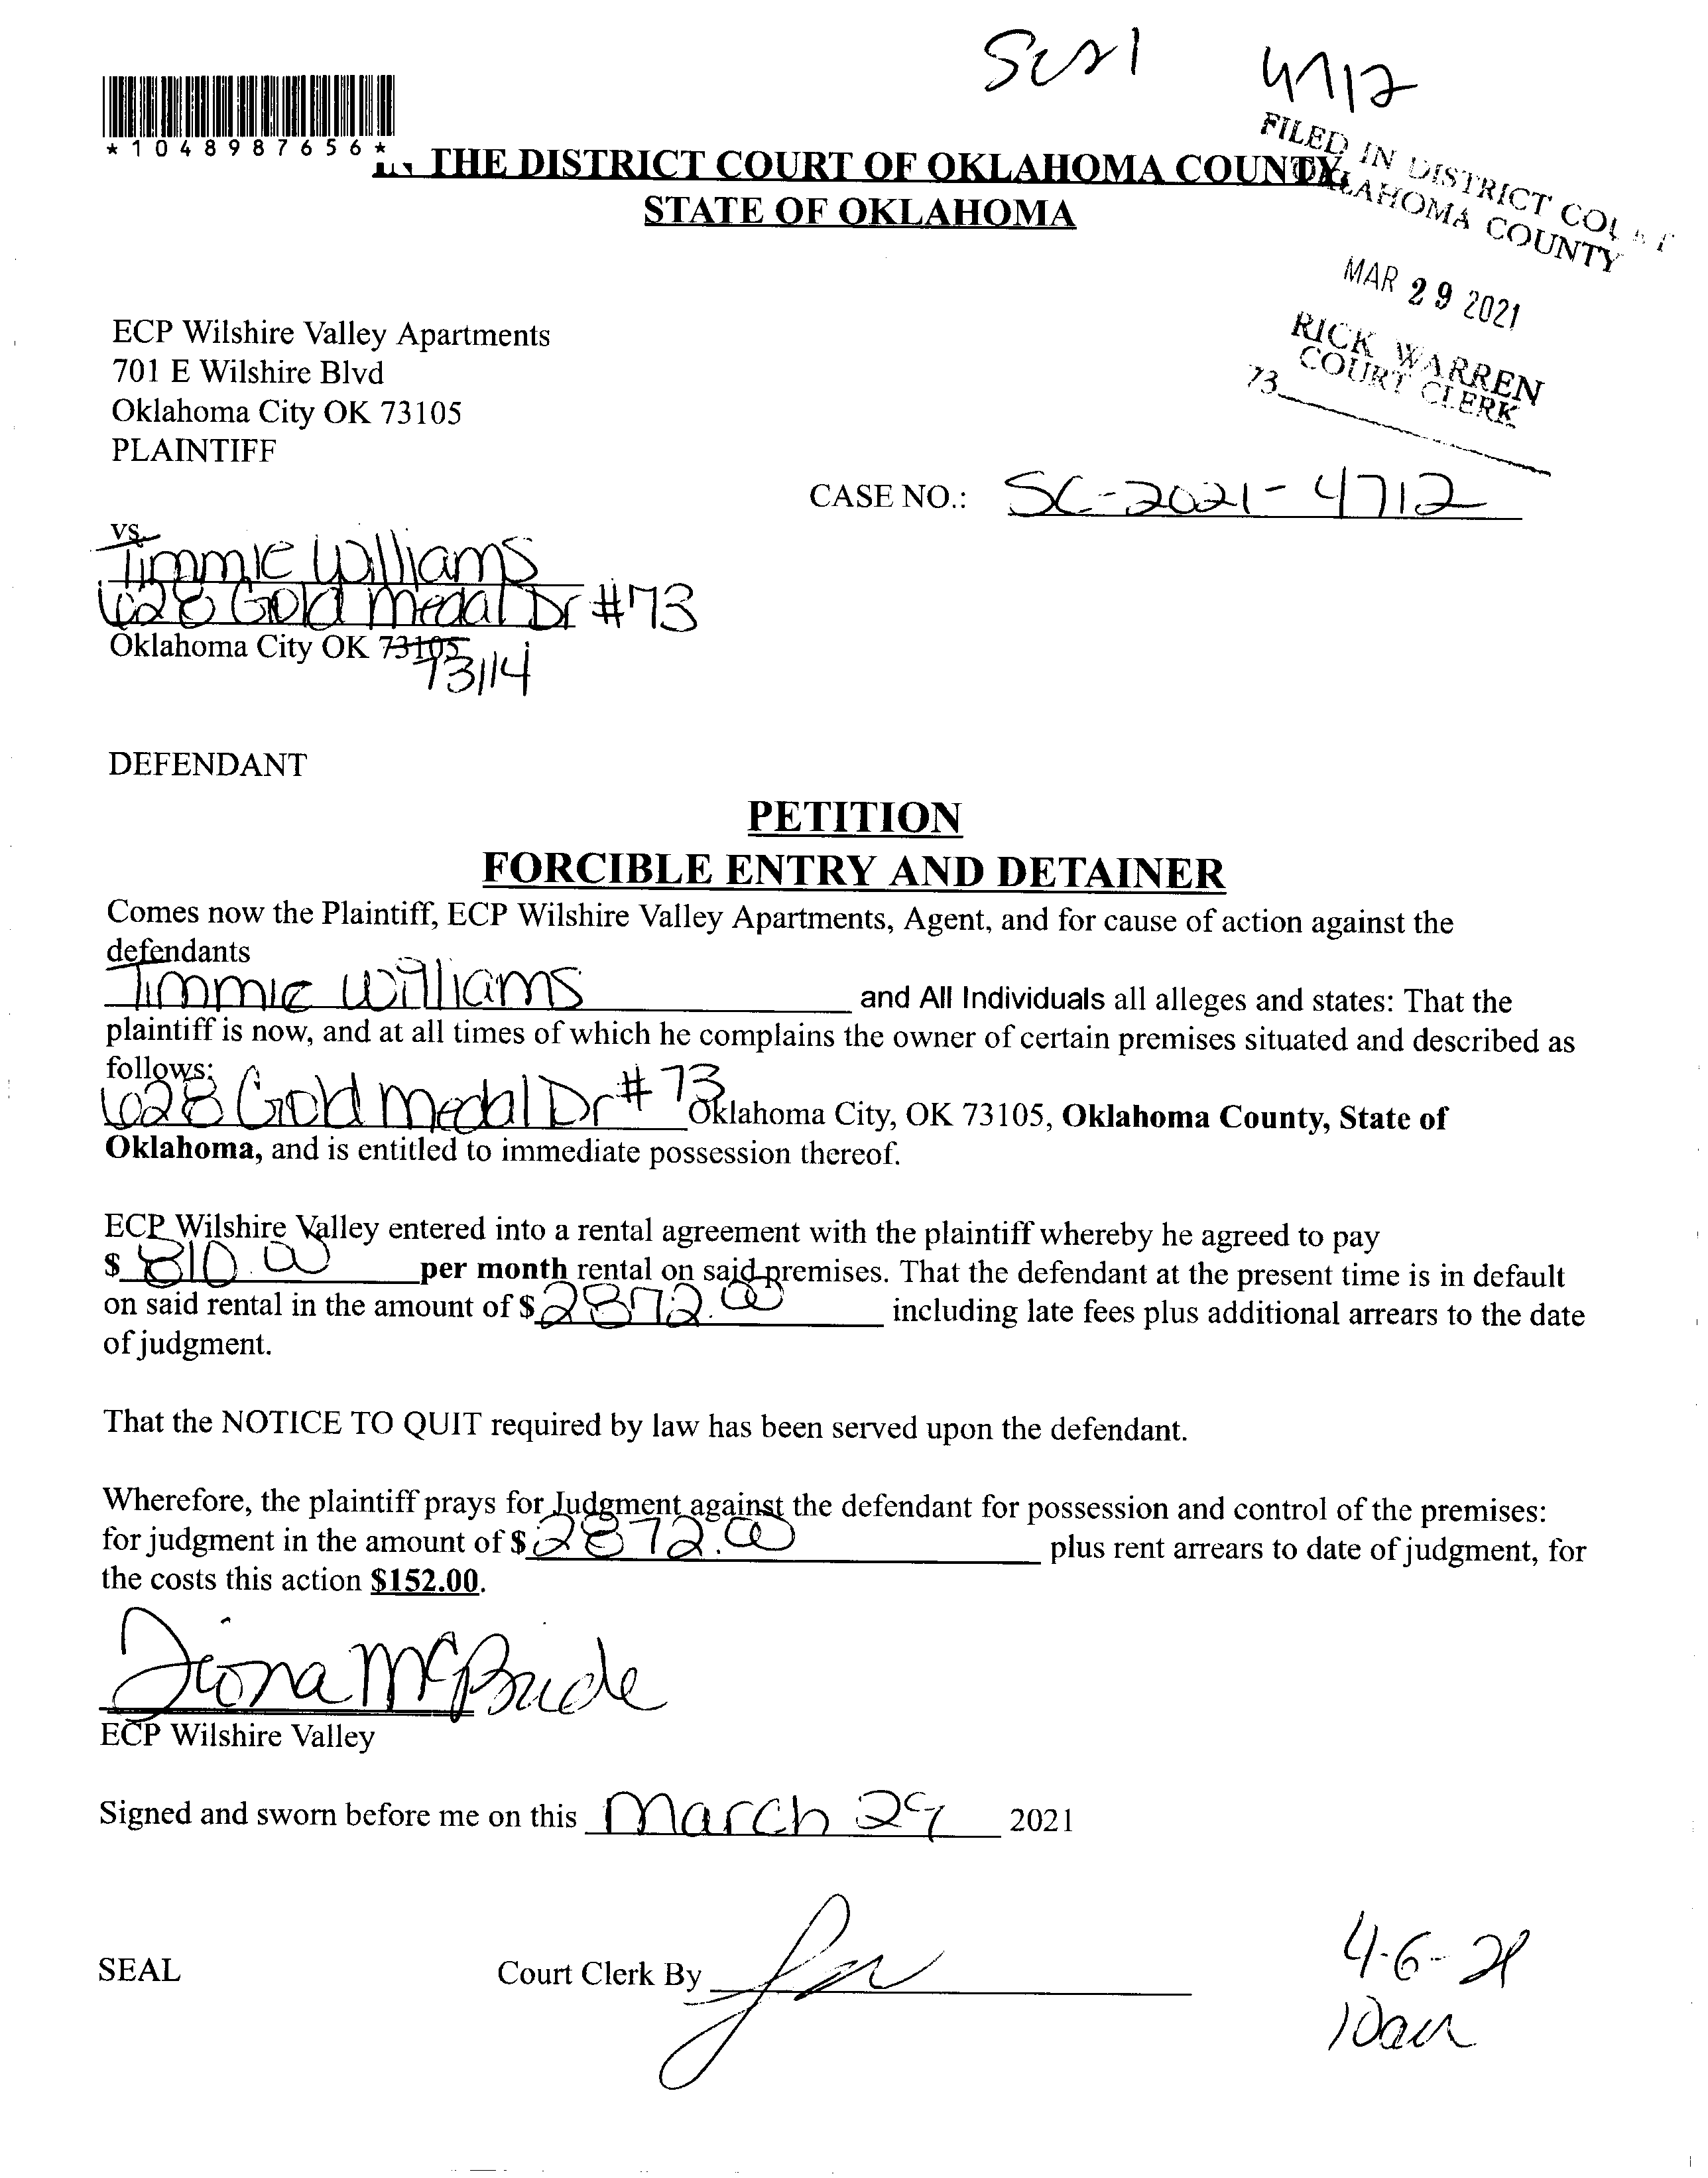 SC21 4712
*1048987656*
THE DISTRICT COURT OF OKLAHOMA COUNTY,
STATE OF OKLAHOMA
FILED IN DISTRICT COURT
OKLAHOMA COUNTY
MAR 29 2021
RICK WARREN
COURT CLERK
73
ECP Wilshire Valley Apartments
701 E Wilshire Blvd
Oklahoma City OK 73105
PLAINTIFF
CASE NO.: SC-2021-4712
vs.
Timmie Williams
628 Gold Medal Dr #73
Oklahoma City OK 73105
73114
DEFENDANT
PETITION
FORCIBLE ENTRY AND DETAINER
Comes now the Plaintiff, ECP Wilshire Valley Apartments, Agent, and for cause of action against the
defendants
Timmie Williams and All Individuals all alleges and states: That the
plaintiff is now, and at all times of which he complains the owner of certain premises situated and described as
follows:
628 Gold Medal Dr # 73 Oklahoma City, OK 73105, Oklahoma County, State of
Oklahoma, and is entitled to immediate possession thereof.
ECP Wilshire Valley entered into a rental agreement with the plaintiff whereby he agreed to pay
$ 810.00 per month rental on said premises. That the defendant at the present time is in default
on said rental in the amount of $ 2872.00 including late fees plus additional arrears to the date
of judgment.
That the NOTICE TO QUIT required by law has been served upon the defendant.
Wherefore, the plaintiff prays for Judgment against the defendant for possession and control of the premises:
for judgment in the amount of $ 2872.00 plus rent arrears to date of judgment, for
the costs this action $152.00.
McBride
ECP Wilshire Valley
Signed and sworn before me on this March 29 2021
SEAL
Court Clerk By
4-6-21
10am